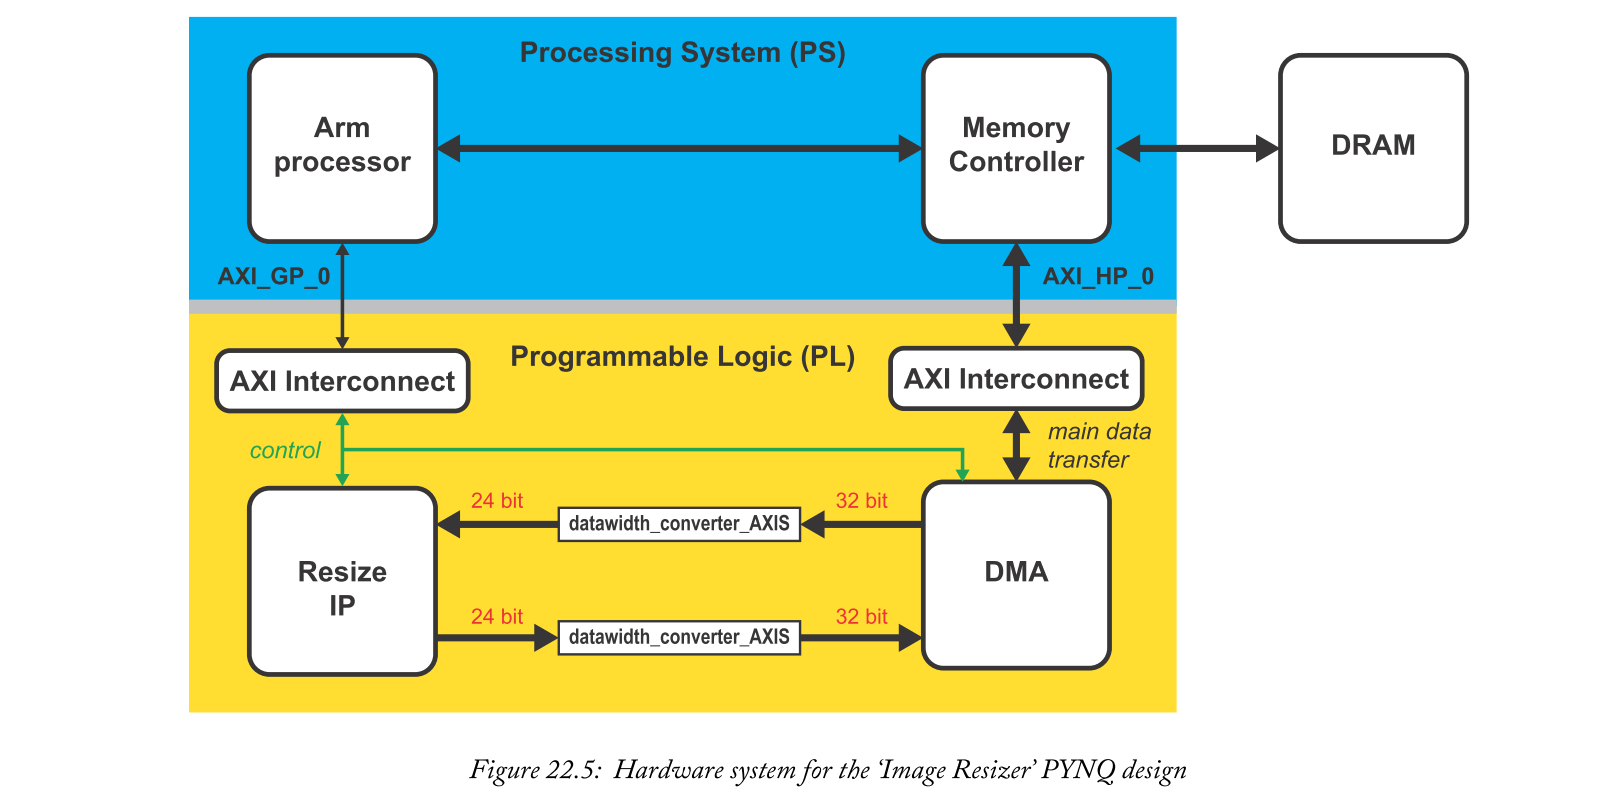 Processing System (PS)
Arm
processor
Memory
Controller
DRAM
AXI_GP_0
AXI_HP_0
Programmable Logic (PL)
AXI Interconnect
AXI Interconnect
control
main data
transfer
24 bit
datawidth_converter_AXIS
32 bit
Resize
IP
DMA
24 bit
datawidth_converter_AXIS
32 bit
Figure 22.5: Hardware system for the ‘Image Resizer’ PYNQ design